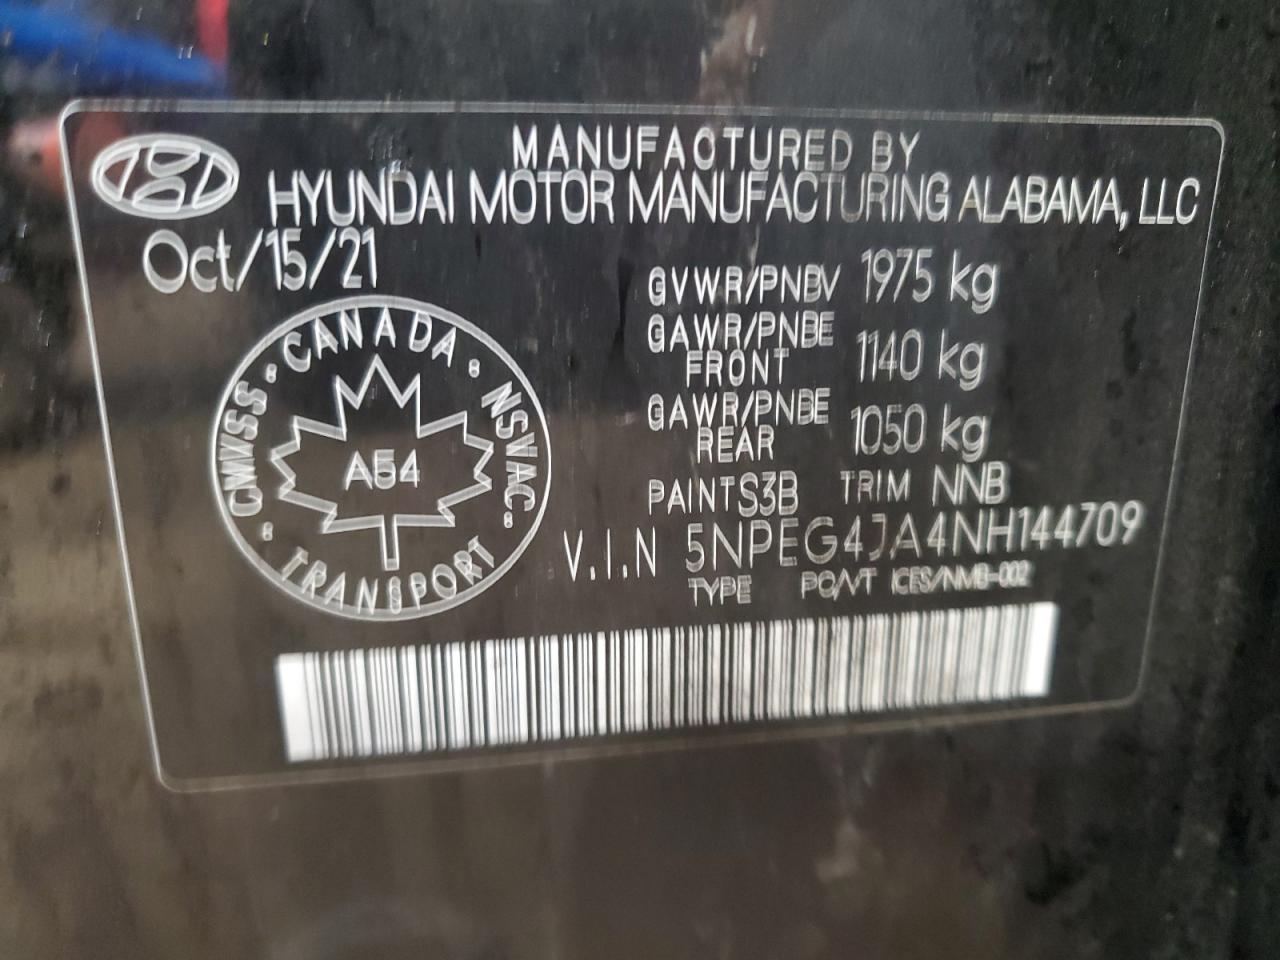 MANUFACTURED BY
HYUNDAI MOTOR MANUFACTURING ALABAMA, LLC
Oct/15/21
GVWR/PNBV 1975 kg
GAWR/PNBE FRONT 1140 kg
GAWR/PNBE REAR 1050 kg
PAINT S3B TRIM NNB
V.I.N 5NPEG4JA4NH144709
TYPE PC/VT ICES/NMB-002
CANADA · NSVAC ·
CMVSS ·
A54
· TRANSPORT